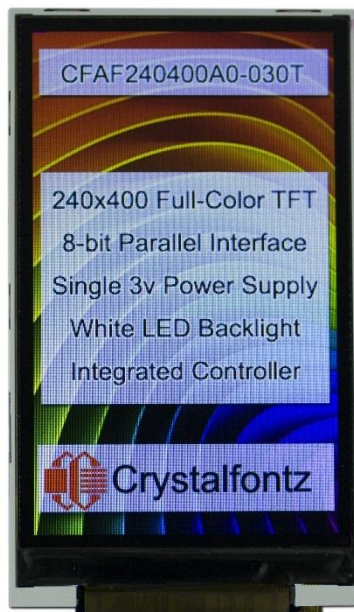 CFAF240400A0-030T
240x400 Full-Color TFT
8-bit Parallel Interface
Single 3v Power Supply
White LED Backlight
Integrated Controller
Crystalfontz